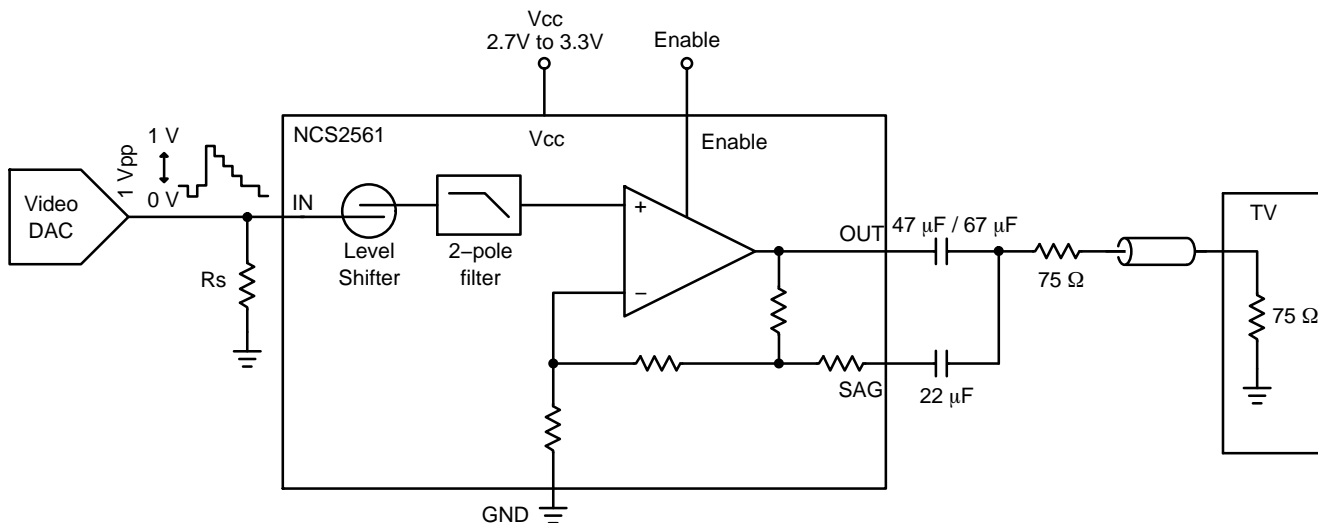 Vcc
2.7V to 3.3V
Enable
NCS2561
Vcc
Enable
1 Vpp
1 V
0 V
Video
DAC
IN
Level
Shifter
2−pole
filter
+
−
OUT
47 μF / 67 μF
TV
75 Ω
75 Ω
Rs
SAG
22 μF
GND